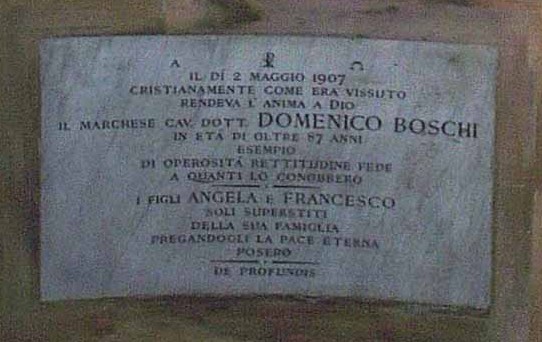 A ☧ Ω
IL DÌ 2 MAGGIO 1907
CRISTIANAMENTE COME ERA VISSUTO
RENDEVA L'ANIMA A DIO
IL MARCHESE CAV. DOTT. DOMENICO BOSCHI
IN ETÀ DI OLTRE 87 ANNI
ESEMPIO
DI OPEROSITÁ RETTITUDINE FEDE
A QUANTI LO CONOBBERO
I FIGLI ANGELA E FRANCESCO
SOLI SUPERSTITI
DELLA SUA FAMIGLIA
PREGANDOGLI LA PACE ETERNA
POSERO
DE PROFUNDIS